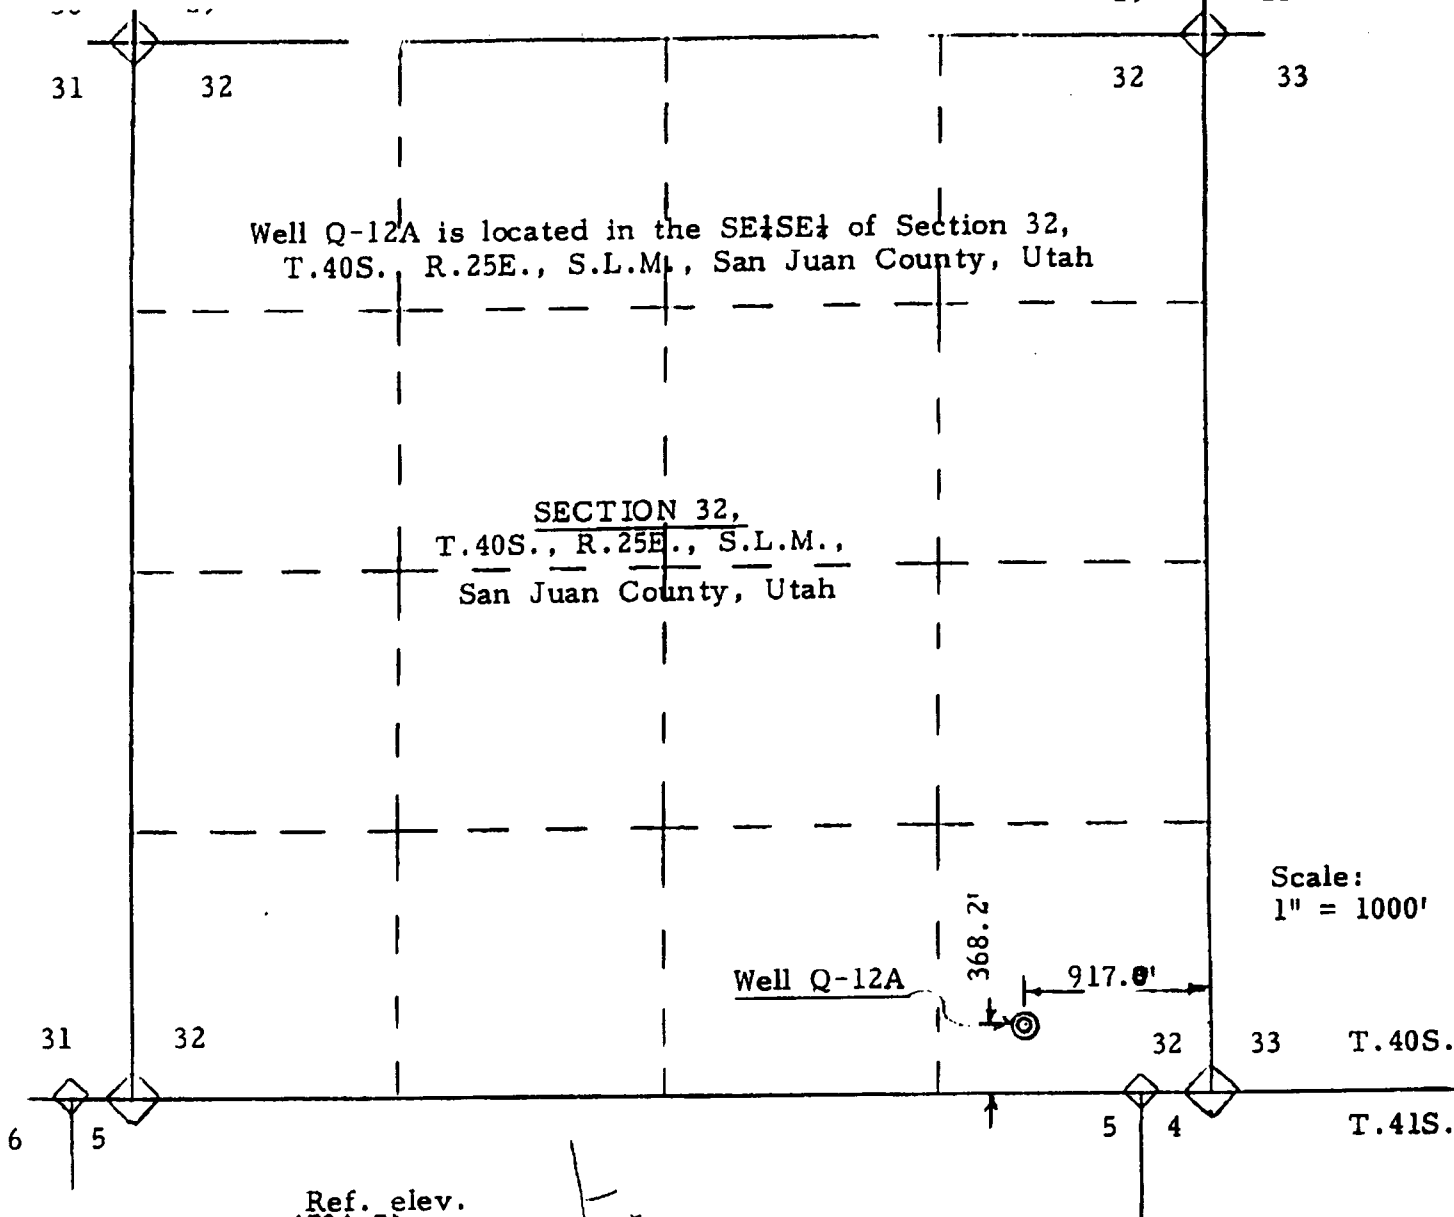 31 32
32 33
Well Q-12A is located in the SE¼SE¼ of Section 32,
T.40S., R.25E., S.L.M., San Juan County, Utah
SECTION 32,
T.40S., R.25E., S.L.M.,
San Juan County, Utah
Scale:
1" = 1000'
368.2'
Well Q-12A
31 32
32 33 T.40S.
6 5
5 4 T.41S.
Ref. elev.